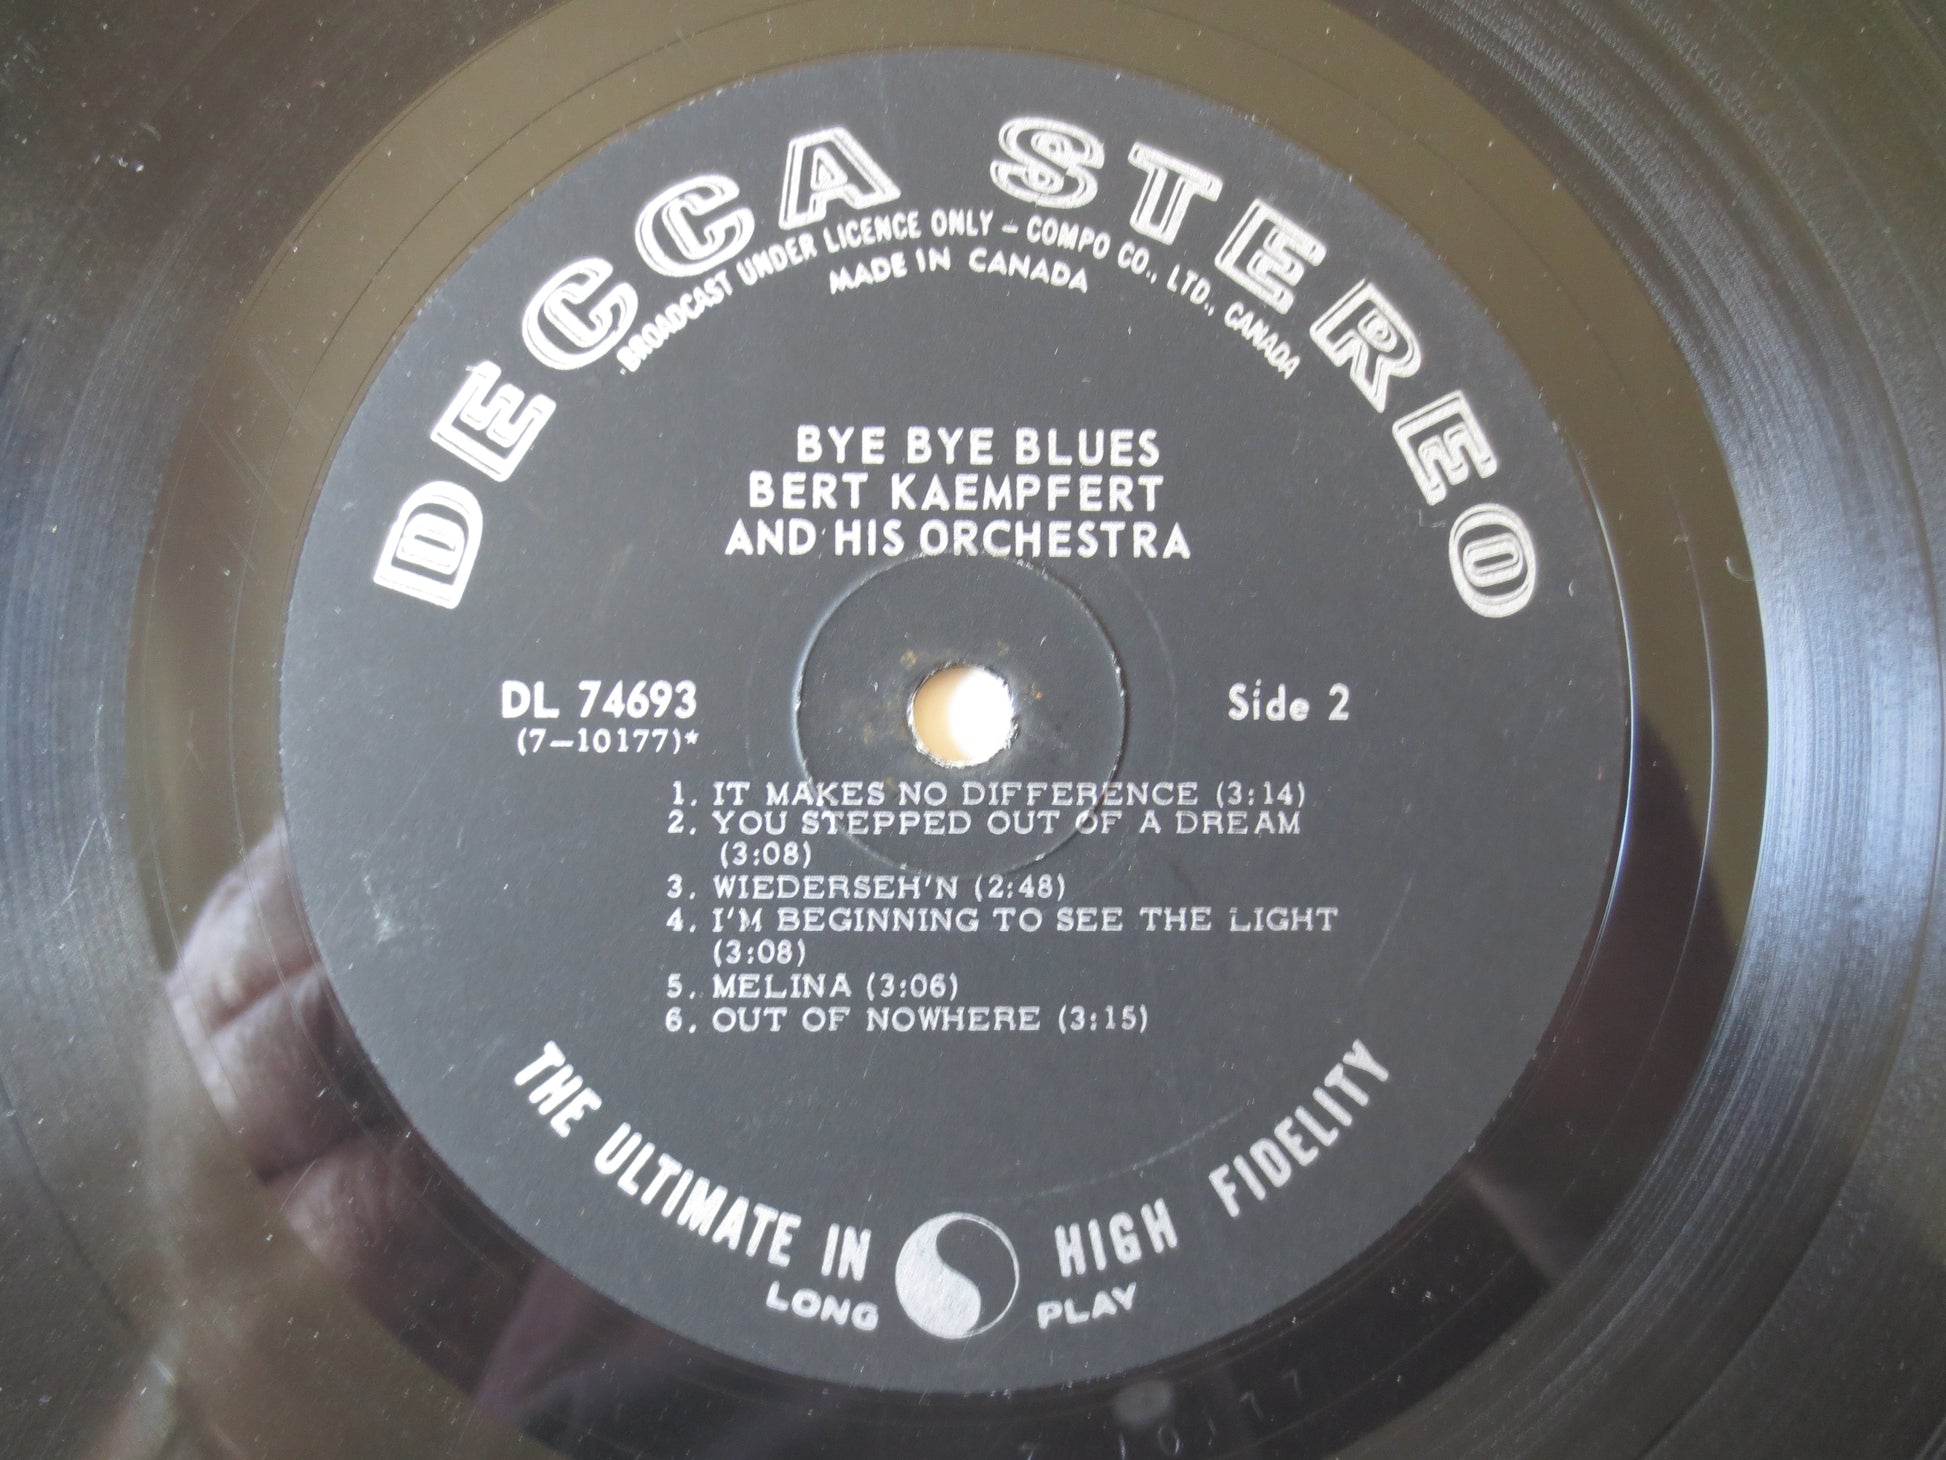 DECCA STEREO
BROADCAST UNDER LICENCE ONLY – COMPO CO., LTD., CANADA
MADE IN CANADA
BYE BYE BLUES
BERT KAEMPFERT
AND HIS ORCHESTRA
DL 74693
(7–10177)*
Side 2
1. IT MAKES NO DIFFERENCE (3:14)
2. YOU STEPPED OUT OF A DREAM
(3:08)
3. WIEDERSEH'N (2:48)
4. I'M BEGINNING TO SEE THE LIGHT
(3:08)
5. MELINA (3:06)
6. OUT OF NOWHERE (3:15)
THE ULTIMATE IN HIGH FIDELITY
LONG PLAY
7 10177